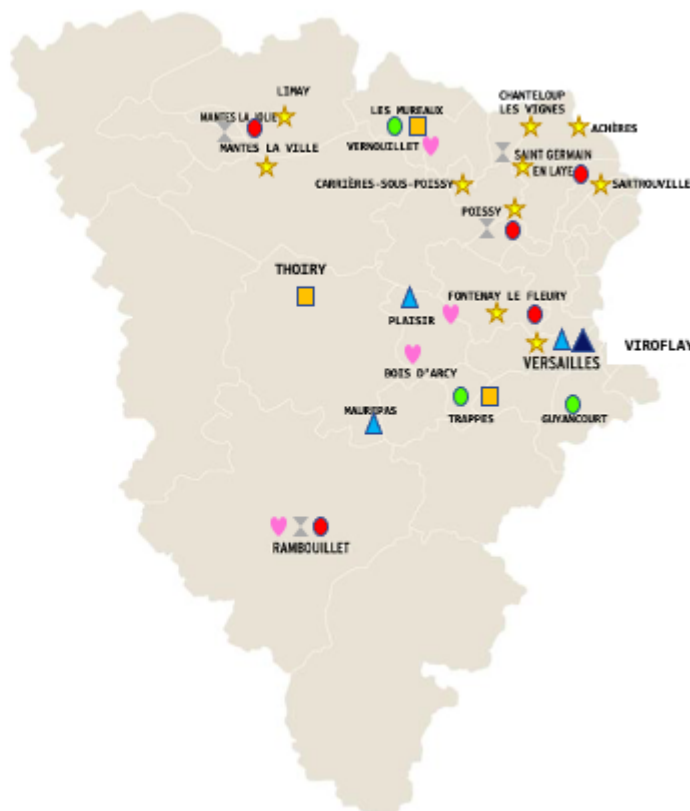 LIMAY
CHANTELOUP
LES VIGNES
MANTES LA JOLIE
LES MUREAUX
ACHÈRES
MANTES LA VILLE
VERNOUILLET
SAINT GERMAIN
EN LAYE
CARRIÈRES-SOUS-POISSY
SARTROUVILLE
POISSY
THOIRY
FONTENAY LE FLEURY
PLAISIR
VIROFLAY
VERSAILLES
BOIS D'ARCY
MAUREPAS
TRAPPES
GUYANCOURT
RAMBOUILLET